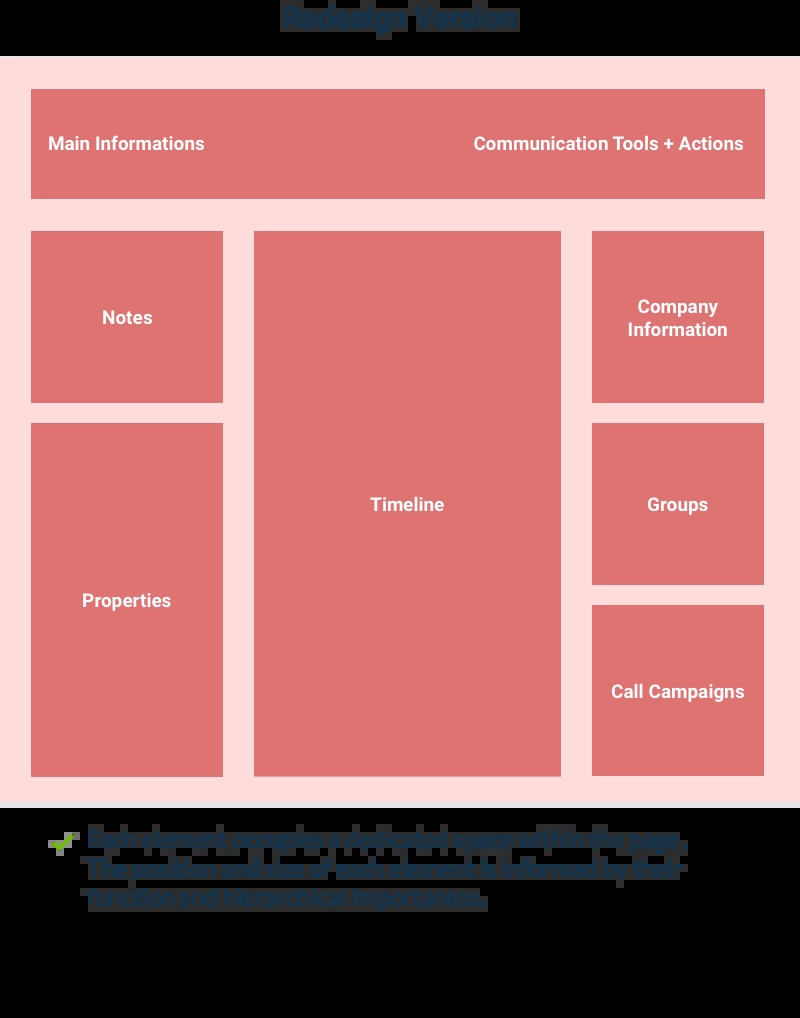 Redesign Version
Main Informations
Communication Tools + Actions
Notes
Timeline
Company
Information
Properties
Groups
Call Campaigns
Each element occupies a dedicated space within the page.
The position and size of each element is informed by their
function and hierarchical importance.